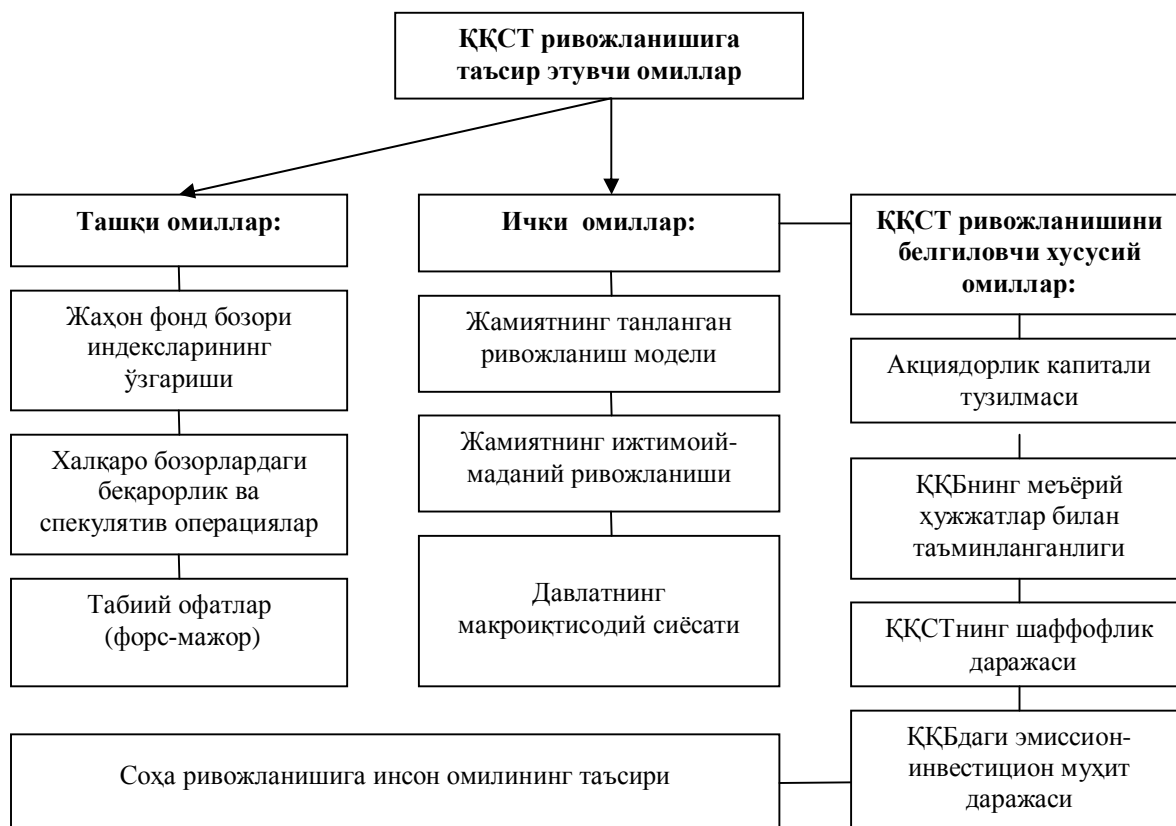 ҚҚСТ ривожланишига
таъсир этувчи омиллар
Ташқи омиллар:
Жаҳон фонд бозори
индексларининг
ўзгариши
Халқаро бозорлардаги
беқарорлик ва
спекулятив операциялар
Табиий офатлар
(форс-мажор)
Ички омиллар:
Жамиятнинг танланган
ривожланиш модели
Жамиятнинг ижтимоий-
маданий ривожланиши
Давлатнинг
макроиқтисодий сиёсати
ҚҚСТ ривожланишини
белгиловчи хусусий
омиллар:
Акциядорлик капитали
тузилмаси
ҚҚБнинг меъёрий
ҳужжатлар билан
таъминланганлиги
ҚҚСТнинг шаффофлик
даражаси
ҚҚБдаги эмиссион-
инвестицион муҳит
даражаси
Соҳа ривожланишига инсон омилининг таъсири